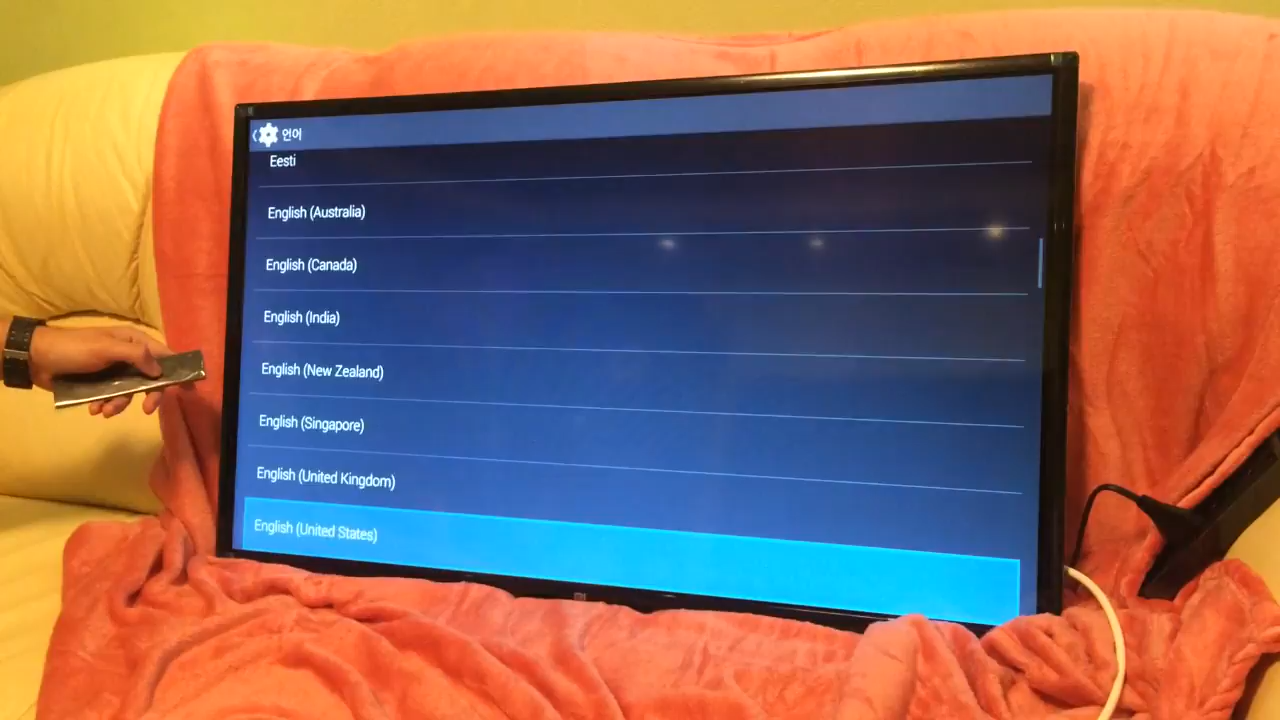 언어
Eesti
English (Australia)
English (Canada)
English (India)
English (New Zealand)
English (Singapore)
English (United Kingdom)
English (United States)
mi